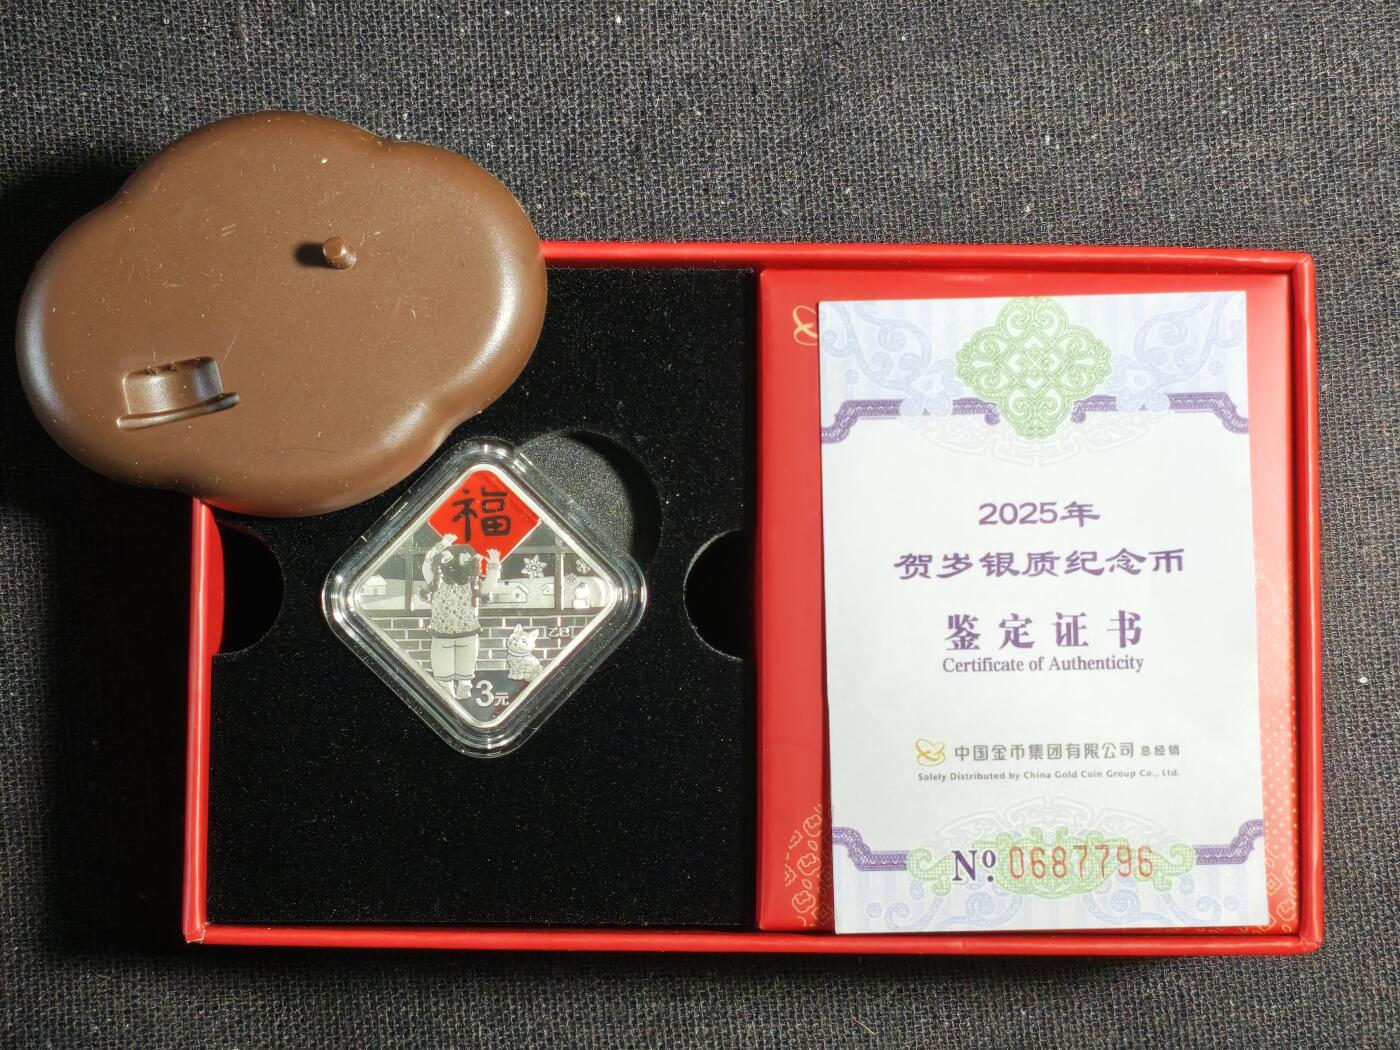 福
乙巳
3元
2025年
贺岁银质纪念币
鉴定证书
Certificate of Authenticity
中国金币集团有限公司 总经销
Solely Distributed by China Gold Coin Group Co., Ltd.
Nº 0687796